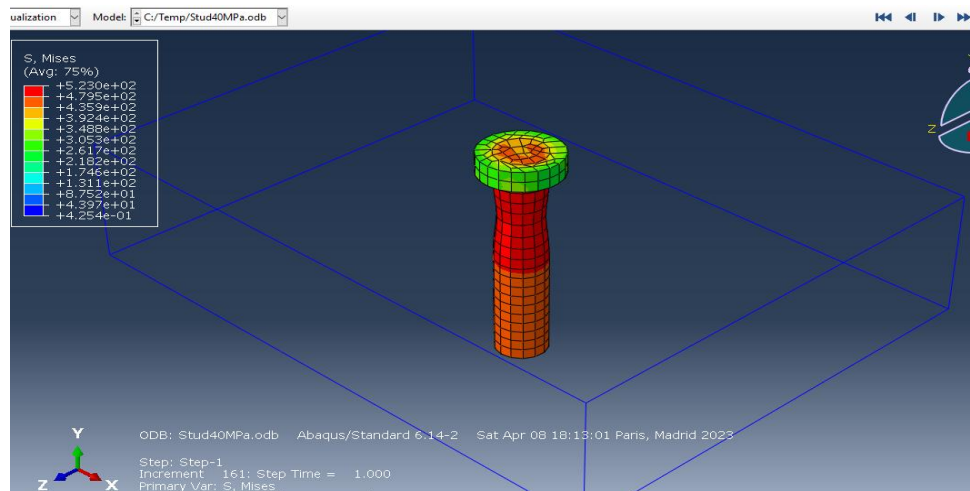 ualization Model: C:/Temp/Stud40MPa.odb
S, Mises
(Avg: 75%)
+5.230e+02
+4.795e+02
+4.359e+02
+3.924e+02
+3.488e+02
+3.053e+02
+2.617e+02
+2.182e+02
+1.746e+02
+1.311e+02
+8.752e+01
+4.397e+01
+4.254e-01
Z
Y
Z X
ODB: Stud40MPa.odb Abaqus/Standard 6.14-2 Sat Apr 08 18:13:01 Paris, Madrid 2023
Step: Step-1
Increment 161: Step Time = 1.000
Primary Var: S, Mises